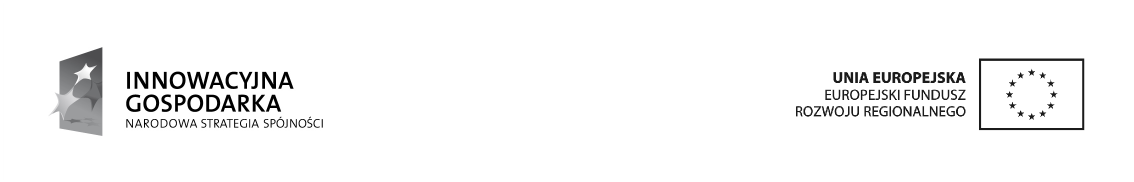 INNOWACYJNA
GOSPODARKA
NARODOWA STRATEGIA SPÓJNOŚCI
UNIA EUROPEJSKA
EUROPEJSKI FUNDUSZ
ROZWOJU REGIONALNEGO